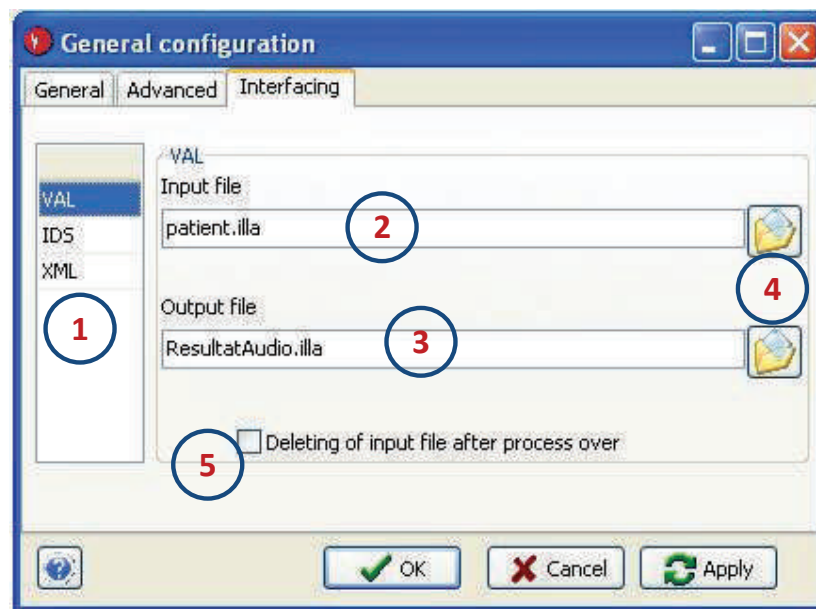 General configuration
General Advanced Interfacing
VAL
IDS
XML
1
VAL
Input file
patient.illa
2
4
Output file
ResultatAudio.illa
3
5
Deleting of input file after process over
OK Cancel Apply